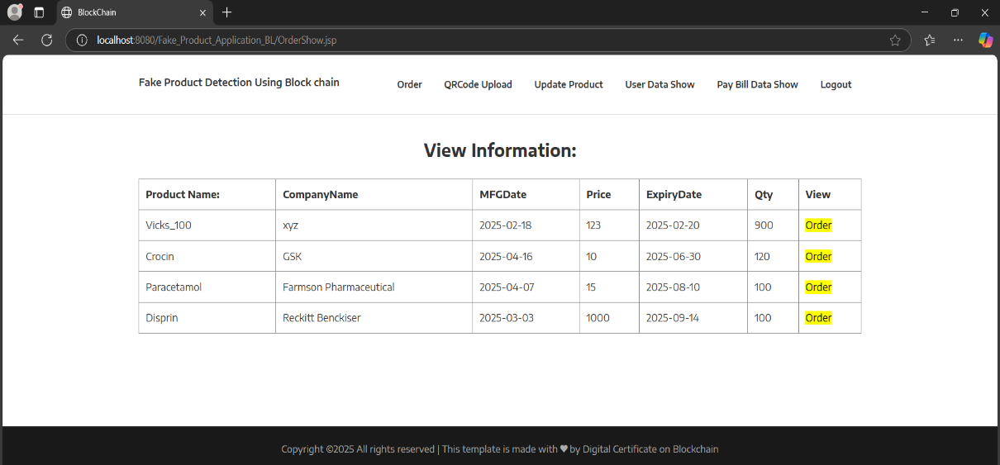 BlockChain
localhost:8080/Fake_Product_Application_BL/OrderShow.jsp
Fake Product Detection Using Block chain Order QRCode Upload Update Product User Data Show Pay Bill Data Show Logout
View Information:
Product Name: CompanyName MFGDate Price ExpiryDate Qty View
Vicks_100 xyz 2025-02-18 123 2025-02-20 900 Order
Crocin GSK 2025-04-16 10 2025-06-30 120 Order
Paracetamol Farmson Pharmaceutical 2025-04-07 15 2025-08-10 100 Order
Disprin Reckitt Benckiser 2025-03-03 1000 2025-09-14 100 Order
Copyright ©2025 All rights reserved | This template is made with ♥ by Digital Certificate on Blockchain